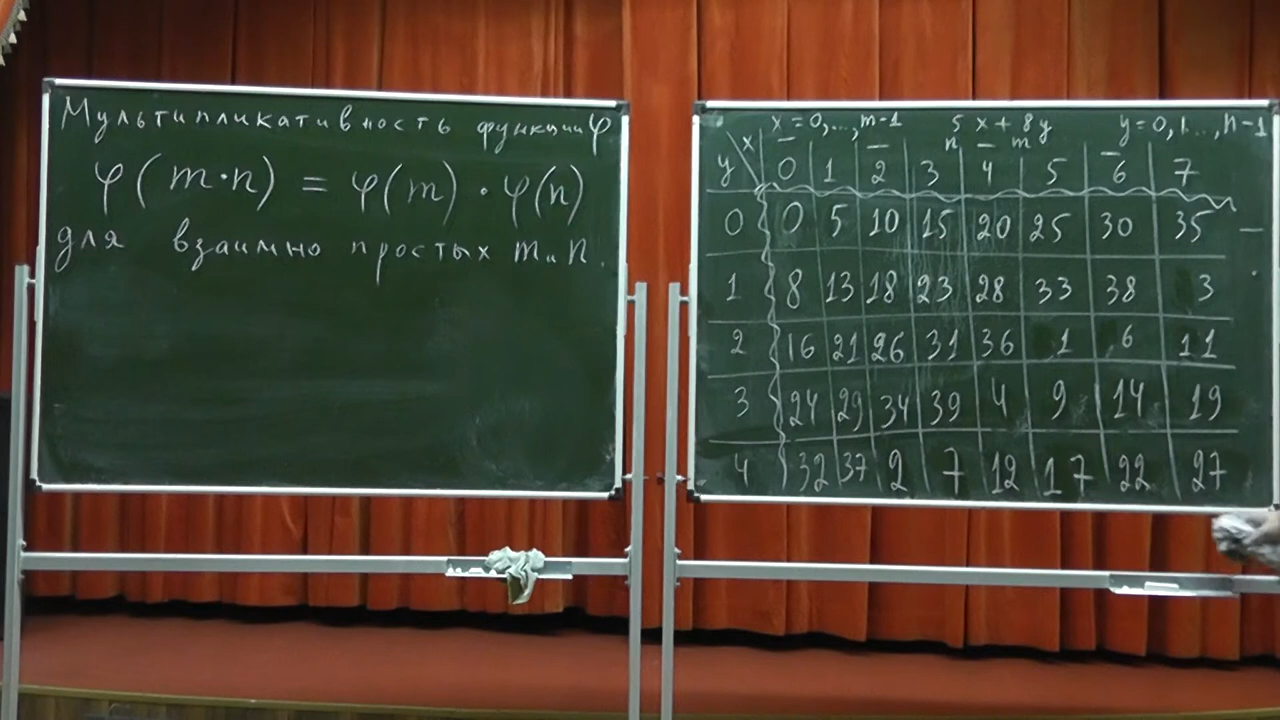 Мультипликативность функции φ
φ(m·n) = φ(m)·φ(n)
для взаимно простых m и n.
x = 0,...,m-1 5x + 8y y = 0,1...,n-1
n m
y x 0 1 2 3 4 5 6 7
0 0 5 10 15 20 25 30 35
1 8 13 18 23 28 33 38 3
2 16 21 26 31 36 1 6 11
3 24 29 34 39 4 9 14 19
4 32 37 2 7 12 17 22 27